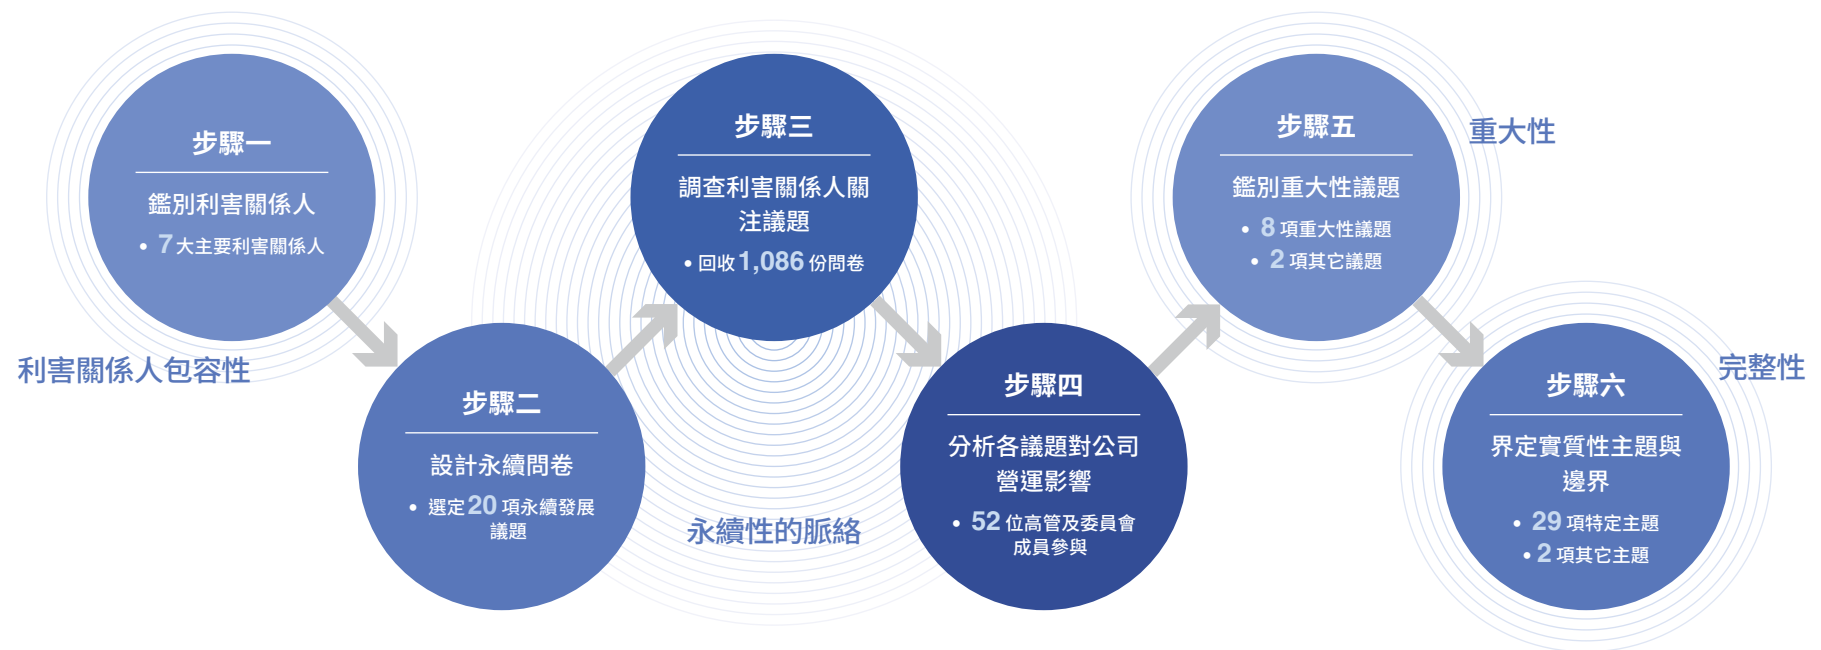 步驟一
鑑別利害關係人
• 7大主要利害關係人
利害關係人包容性
步驟二
設計永續問卷
• 選定20項永續發展
議題
步驟三
調查利害關係人關
注議題
• 回收1,086份問卷
永續性的脈絡
步驟四
分析各議題對公司
營運影響
• 52位高管及委員會
成員參與
步驟五
鑑別重大性議題
• 8項重大性議題
• 2項其它議題
重大性
步驟六
界定實質性主題與
邊界
• 29項特定主題
• 2項其它主題
完整性